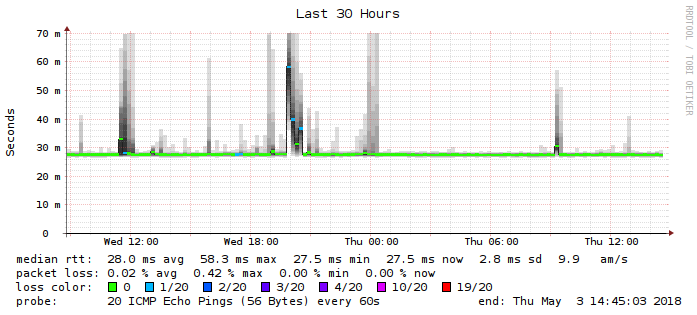 Last 30 Hours
RRDTOOL / TOBI OETIKER
Seconds
70 m
60 m
50 m
40 m
30 m
20 m
10 m
0
Wed 12:00 Wed 18:00 Thu 00:00 Thu 06:00 Thu 12:00
median rtt: 28.0 ms avg 58.3 ms max 27.5 ms min 27.5 ms now 2.8 ms sd 9.9 am/s
packet loss: 0.02 % avg 0.42 % max 0.00 % min 0.00 % now
loss color: 0 1/20 2/20 3/20 4/20 10/20 19/20
probe: 20 ICMP Echo Pings (56 Bytes) every 60s end: Thu May 3 14:45:03 2018